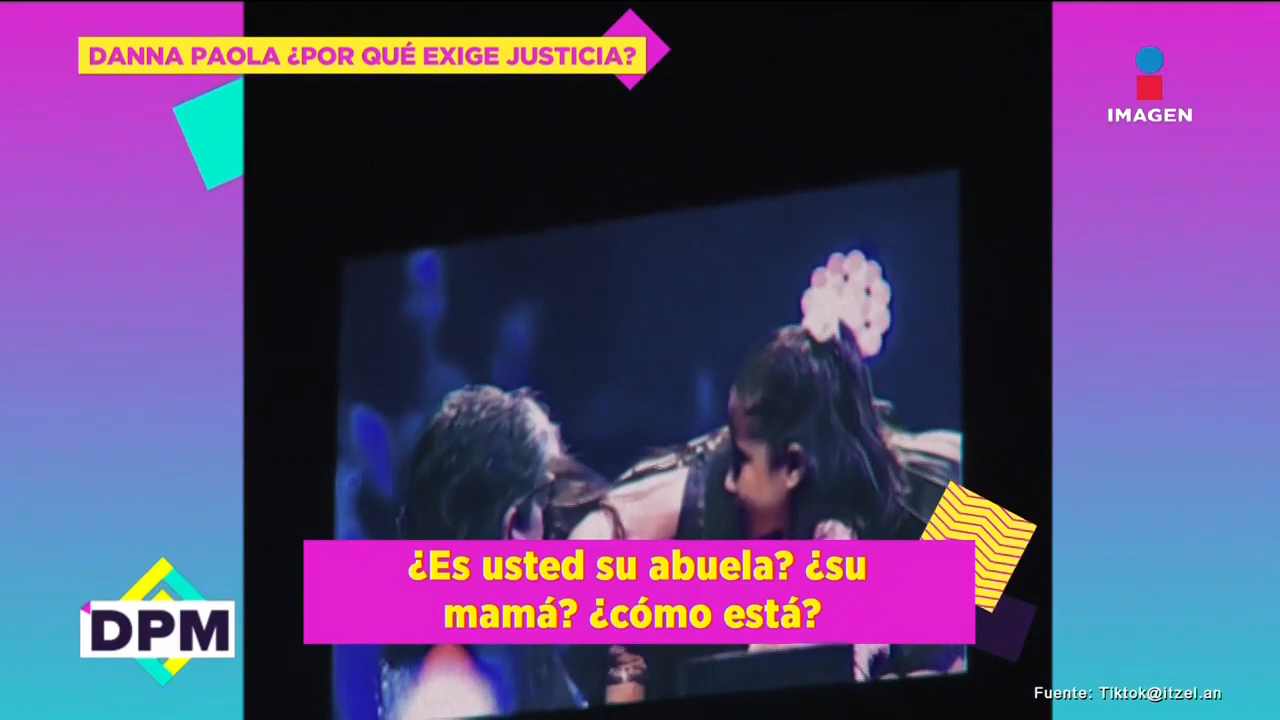 DANNA PAOLA ¿POR QUÉ EXIGE JUSTICIA?
IMAGEN
¿Es usted su abuela? ¿su
mamá? ¿cómo está?
DPM
Fuente: Tiktok@itzel.an